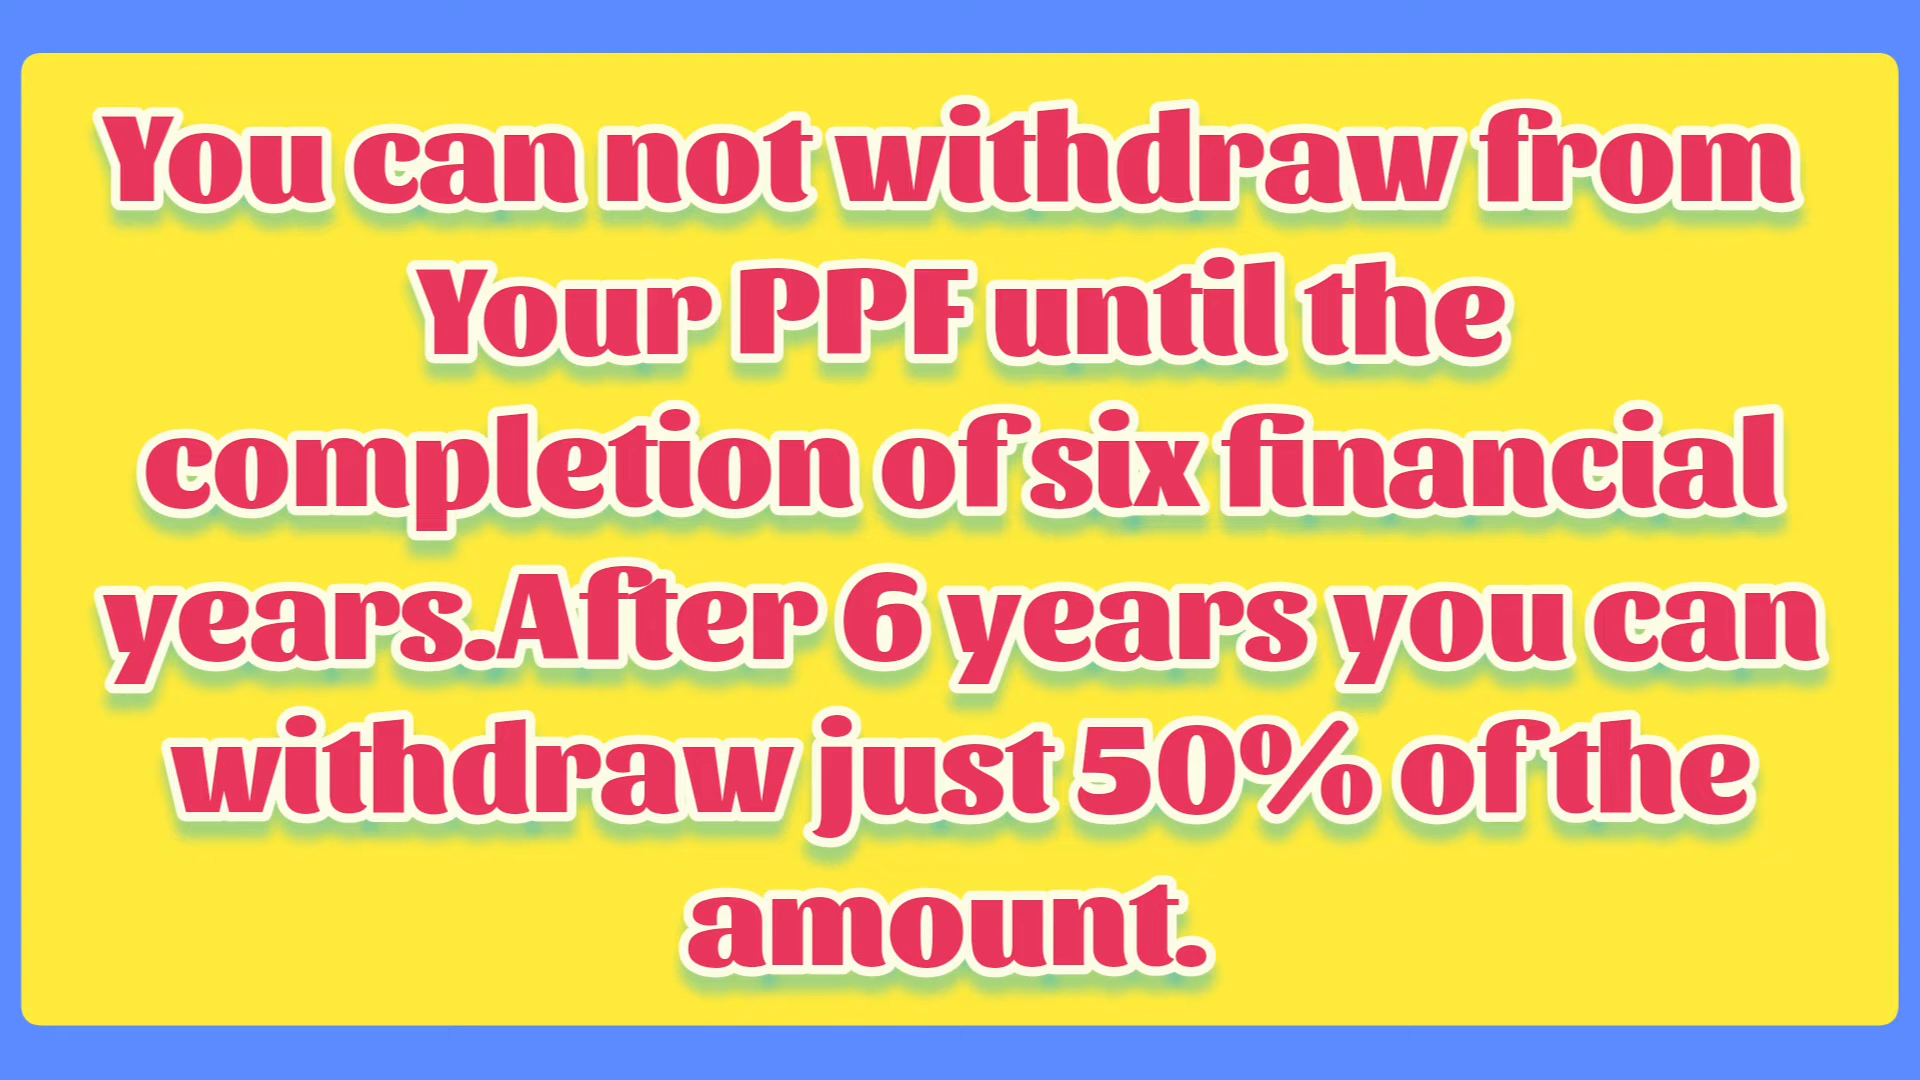 You can not withdraw from
Your PPF until the
completion of six financial
years.After 6 years you can
withdraw just 50% of the
amount.